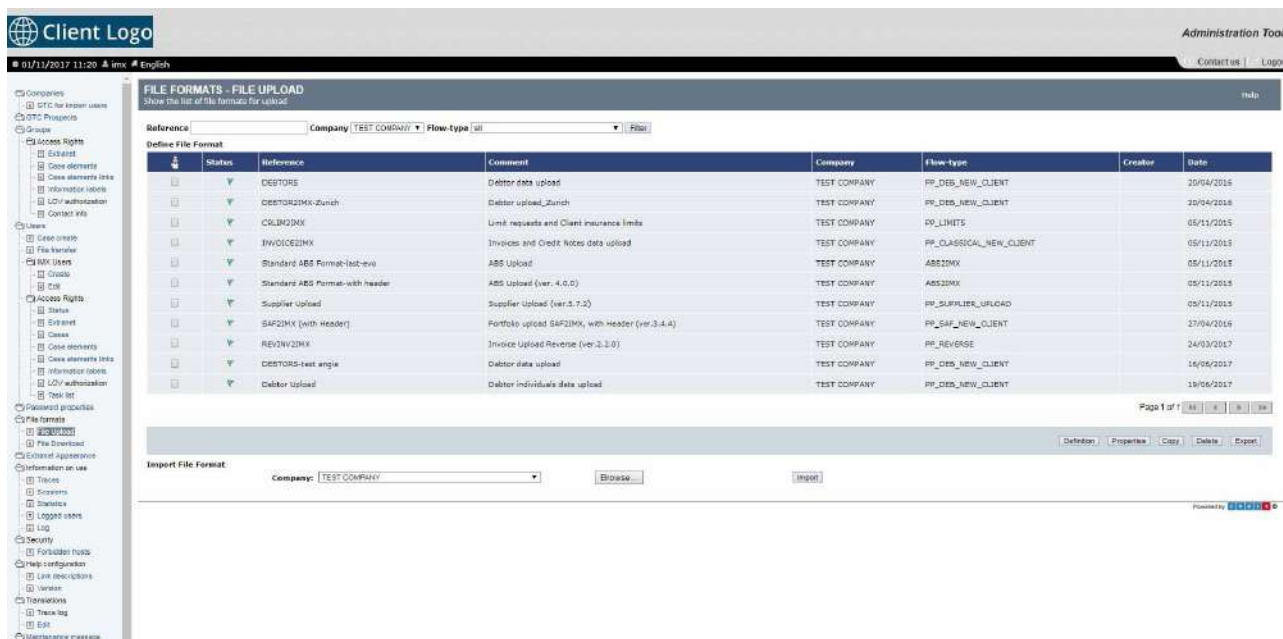 Client Logo
Administration Tool
01/11/2017 11:20 imx English
Contact us | Logo
Companies
GTC for known users
GTC Prospects
Groups
Access Rights
Extranet
Case elements
Case elements links
Information labels
LOV authorization
Contact info
Users
Case create
File transfer
IMX Users
Create
Edit
Access Rights
Status
Extranet
Cases
Case elements
Case elements links
Information labels
LOV authorization
Task list
Password properties
File formats
File Upload
File Download
Extranet Appearance
Information on use
Traces
Sessions
Statistics
Logged users
Log
Security
Forbidden hosts
Help configuration
Link descriptions
Version
Translations
Trace log
Edit
Maintenance message
FILE FORMATS - FILE UPLOAD
Show the list of file formats for upload
Help
Reference Company TEST COMPANY Flow-type all Filter
Define File Format
Status Reference Comment Company Flow-type Creator Date
DEBTORS Debtor data upload TEST COMPANY PP_DEB_NEW_CLIENT 20/04/2016
DEBTOR2IMX-Zurich Debtor upload_Zurich TEST COMPANY PP_DEB_NEW_CLIENT 20/04/2016
CRLIM2IMX Limit requests and Client insurance limits TEST COMPANY PP_LIMITS 05/11/2015
INVOICE2IMX Invoices and Credit Notes data upload TEST COMPANY PP_CLASSICAL_NEW_CLIENT 05/11/2015
Standard ABS Format-last-evo ABS Upload TEST COMPANY ABS2IMX 05/11/2015
Standard ABS Format-with header ABS Upload (ver. 4.0.0) TEST COMPANY ABS2IMX 05/11/2015
Supplier Upload Supplier Upload (ver.5.7.2) TEST COMPANY PP_SUPPLIER_UPLOAD 05/11/2015
SAF2IMX (with Header) Portfolio upload SAF2IMX, with Header (ver.3.4.4) TEST COMPANY PP_SAF_NEW_CLIENT 27/04/2016
REVINV2IMX Invoice Upload Reverse (ver.2.2.0) TEST COMPANY PP_REVERSE 24/03/2017
DEBTORS-test angie Debtor data upload TEST COMPANY PP_DEB_NEW_CLIENT 16/06/2017
Debtor Upload Debtor individuals data upload TEST COMPANY PP_DEB_NEW_CLIENT 19/06/2017
Page 1 of 1
Definition Properties Copy Delete Export
Import File Format
Company: TEST COMPANY Browse... Import
Powered by